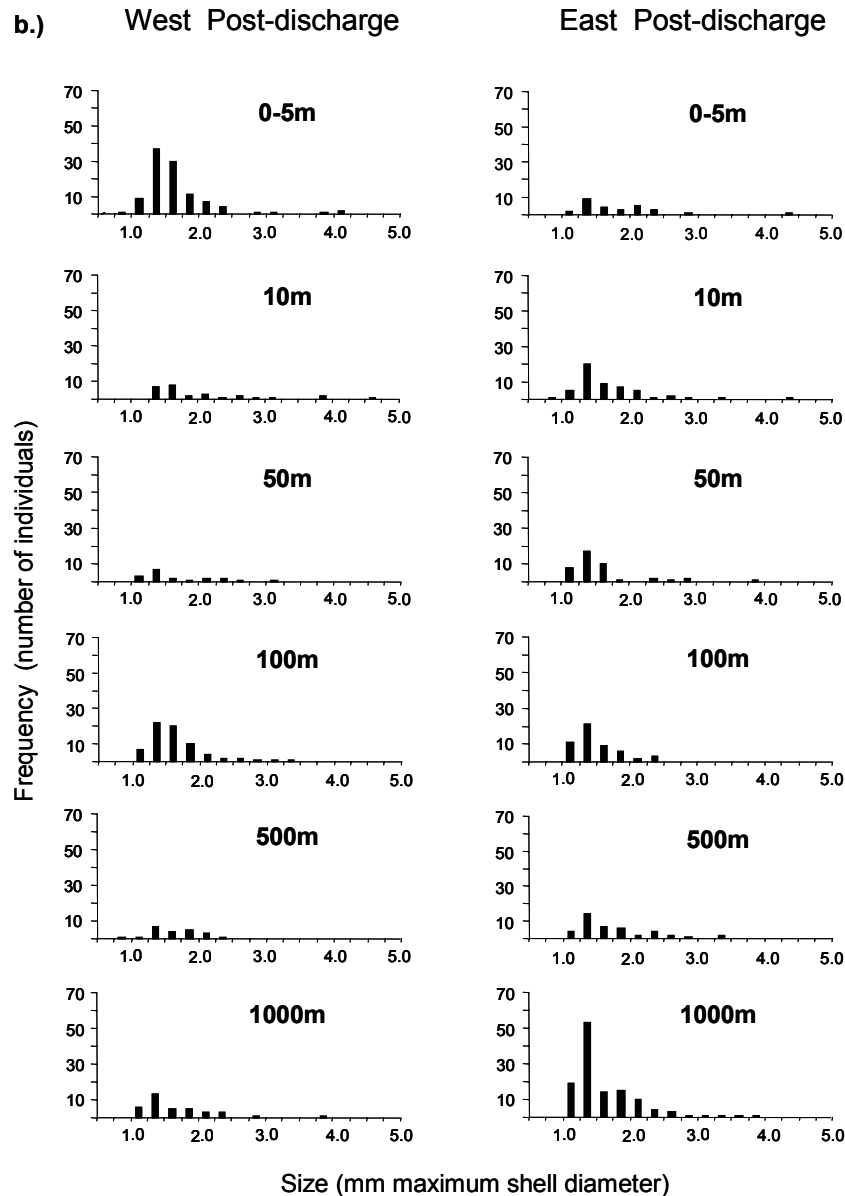 b.) West Post-discharge East Post-discharge
0-5m 0-5m
70 70
50 50
30 30
10 10
1.0 2.0 3.0 4.0 5.0 1.0 2.0 3.0 4.0 5.0
10m 10m
70 70
50 50
30 30
10 10
1.0 2.0 3.0 4.0 5.0 1.0 2.0 3.0 4.0 5.0
50m 50m
70 70
50 50
30 30
10 10
1.0 2.0 3.0 4.0 5.0 1.0 2.0 3.0 4.0 5.0
100m 100m
70 70
50 50
30 30
10 10
1.0 2.0 3.0 4.0 5.0 1.0 2.0 3.0 4.0 5.0
500m 500m
70 70
50 50
30 30
10 10
1.0 2.0 3.0 4.0 5.0 1.0 2.0 3.0 4.0 5.0
1000m 1000m
70 70
50 50
30 30
10 10
1.0 2.0 3.0 4.0 5.0 1.0 2.0 3.0 4.0 5.0
Frequency (number of individuals)
Size (mm maximum shell diameter)